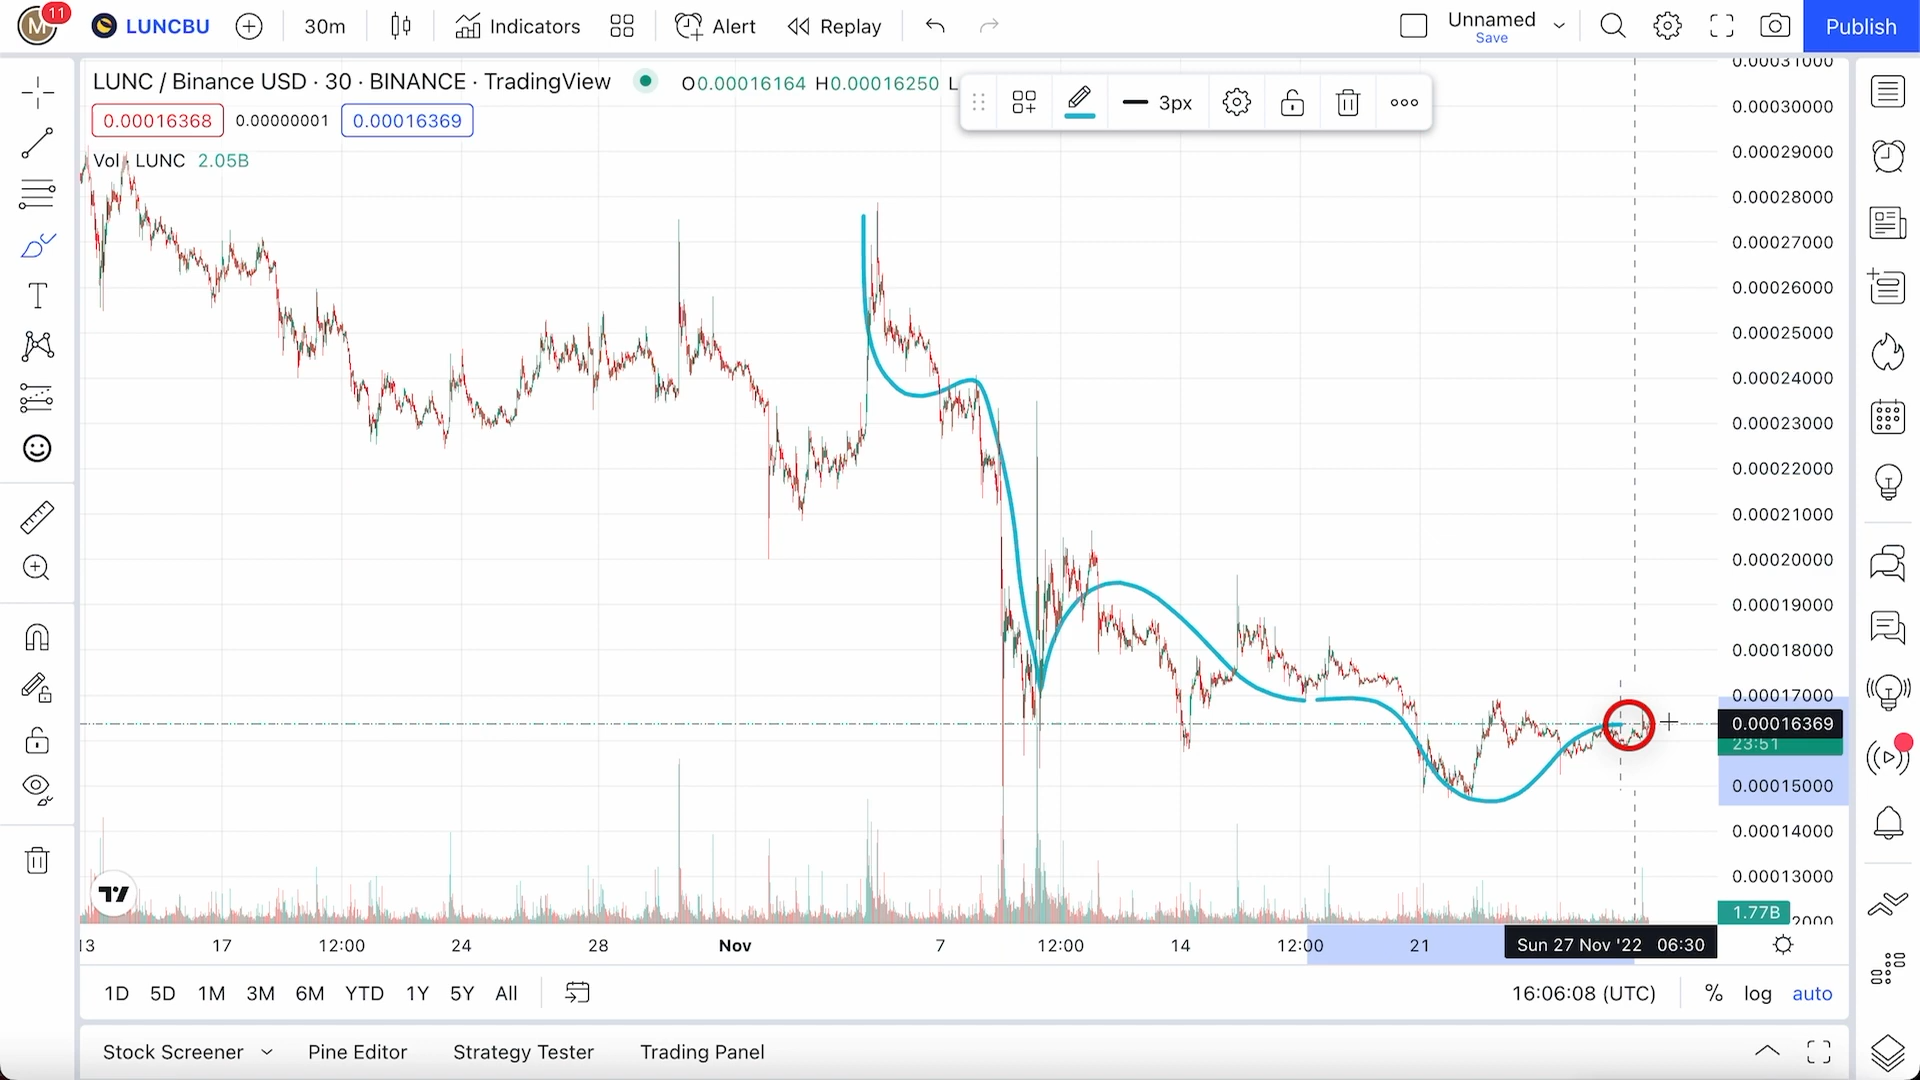 M 11 LUNCBU 30m Indicators Alert Replay Unnamed Save Publish
LUNC / Binance USD · 30 · BINANCE · TradingView O0.00016164 H0.00016250 L
3px
0.00016368 0.00000001 0.00016369
Vol · LUNC 2.05B
0.00031000
0.00030000
0.00029000
0.00028000
0.00027000
0.00026000
0.00025000
0.00024000
0.00023000
0.00022000
0.00021000
0.00020000
0.00019000
0.00018000
0.00017000
0.00016369
23:51
0.00015000
0.00014000
0.00013000
1.77B
2000
13 17 12:00 24 28 Nov 7 12:00 14 12:00 21 Sun 27 Nov '22 06:30
1D 5D 1M 3M 6M YTD 1Y 5Y All 16:06:08 (UTC) % log auto
Stock Screener Pine Editor Strategy Tester Trading Panel